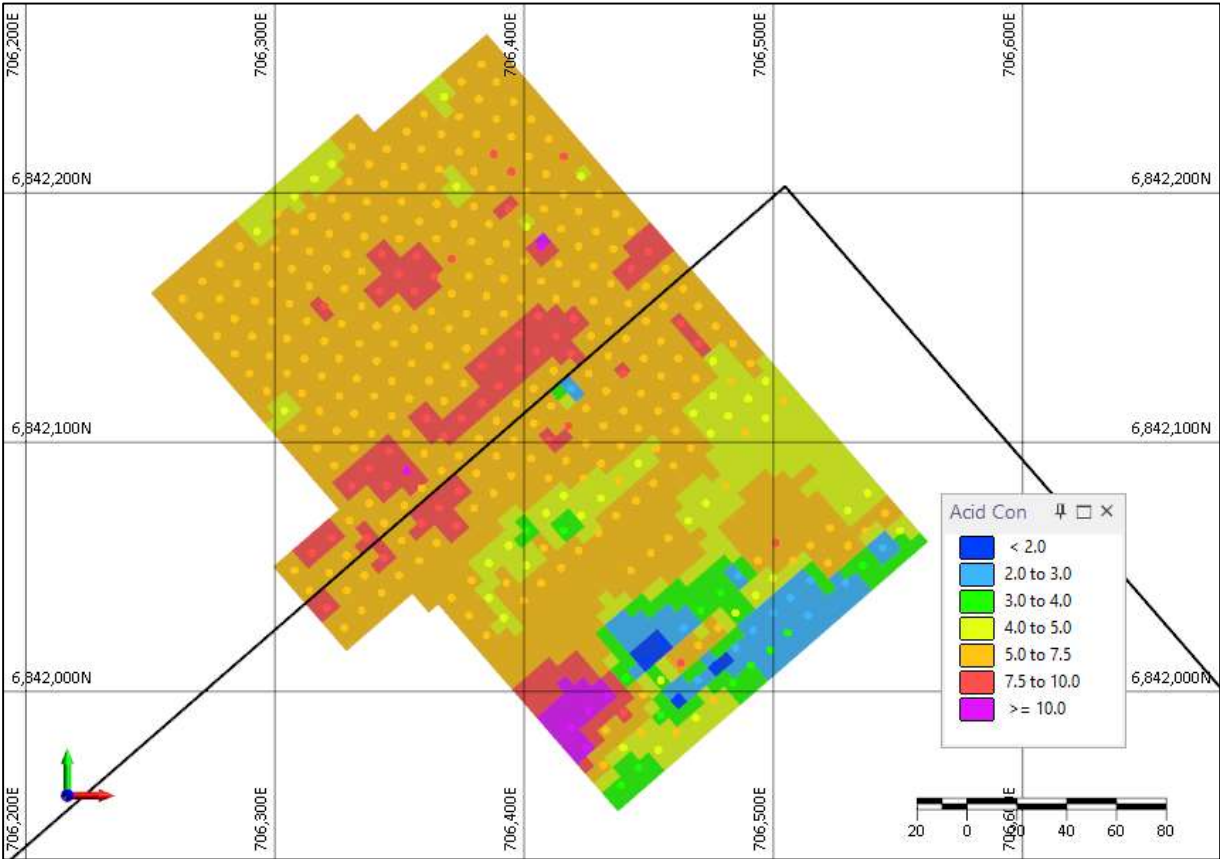 706,200E
706,300E
706,400E
706,500E
706,600E
6,842,200N
6,842,200N
6,842,100N
6,842,100N
Acid Con
< 2.0
2.0 to 3.0
3.0 to 4.0
4.0 to 5.0
5.0 to 7.5
7.5 to 10.0
>= 10.0
6,842,000N
6,842,000N
706,200E
706,300E
706,400E
706,500E
706,600E
20 0 20 40 60 80